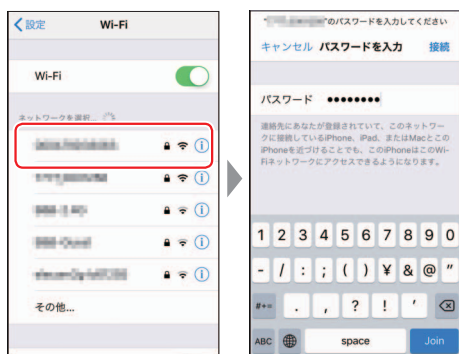 設定
Wi-Fi
Wi-Fi
ネットワークを選択...
その他...
"のパスワードを入力してください
キャンセル パスワードを入力 接続
パスワード ●●●●●●●●
連絡先にあなたが登録されていて、このネットワー
クに接続しているiPhone、iPad、またはMacとこの
iPhoneを近づけることでも、このiPhoneはこのWi-
Fiネットワークにアクセスできるようになります。
1 2 3 4 5 6 7 8 9 0
- / : ; ( ) ¥ & @ "
#+= . , ? ! '
ABC space Join